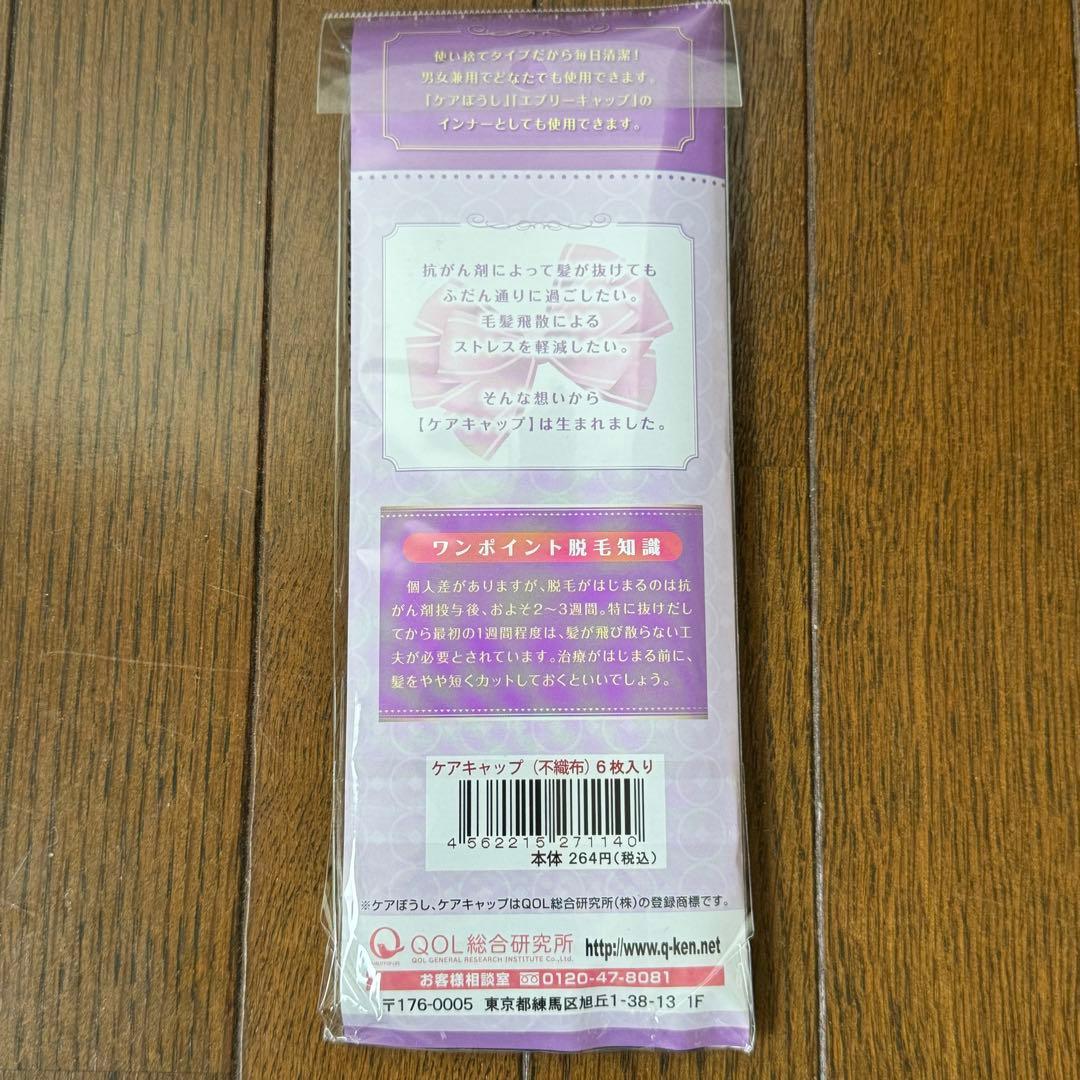 使い捨てタイプだから毎日清潔!
男女兼用でどなたでも使用できます。
「ケアぼうし」「エブリーキャップ」の
インナーとしても使用できます。
抗がん剤によって髪が抜けても
ふだん通りに過ごしたい。
毛髪飛散による
ストレスを軽減したい。
そんな想いから
【ケアキャップ】は生まれました。
ワンポイント脱毛知識
個人差がありますが、脱毛がはじまるのは抗
がん剤投与後、およそ2〜3週間。特に抜けだし
てから最初の1週間程度は、髪が飛び散らない工
夫が必要とされています。治療がはじまる前に、
髪をやや短くカットしておくといいでしょう。
ケアキャップ (不織布) 6枚入り
4 562215 271140
本体 264円(税込)
※ケアぼうし、ケアキャップはQOL総合研究所(株)の登録商標です。
QOL総合研究所 http://www.q-ken.net
QOL GENERAL RESEARCH INSTITUTE Co.,Ltd.
お客様相談室 0120-47-8081
〒176-0005 東京都練馬区旭丘1-38-13 1F